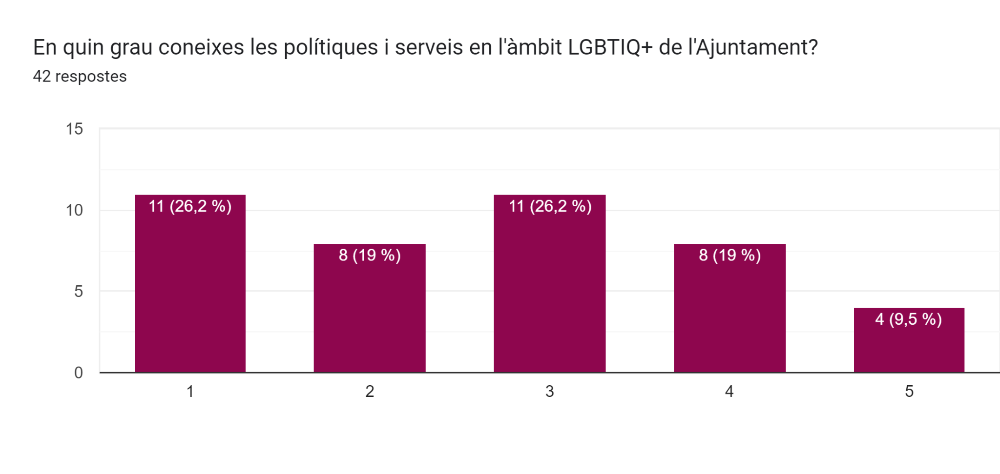 En quin grau coneixes les polítiques i serveis en l'àmbit LGBTIQ+ de l'Ajuntament?
42 respostes
15
10
5
0
11 (26,2 %)
8 (19 %)
11 (26,2 %)
8 (19 %)
4 (9,5 %)
1 2 3 4 5